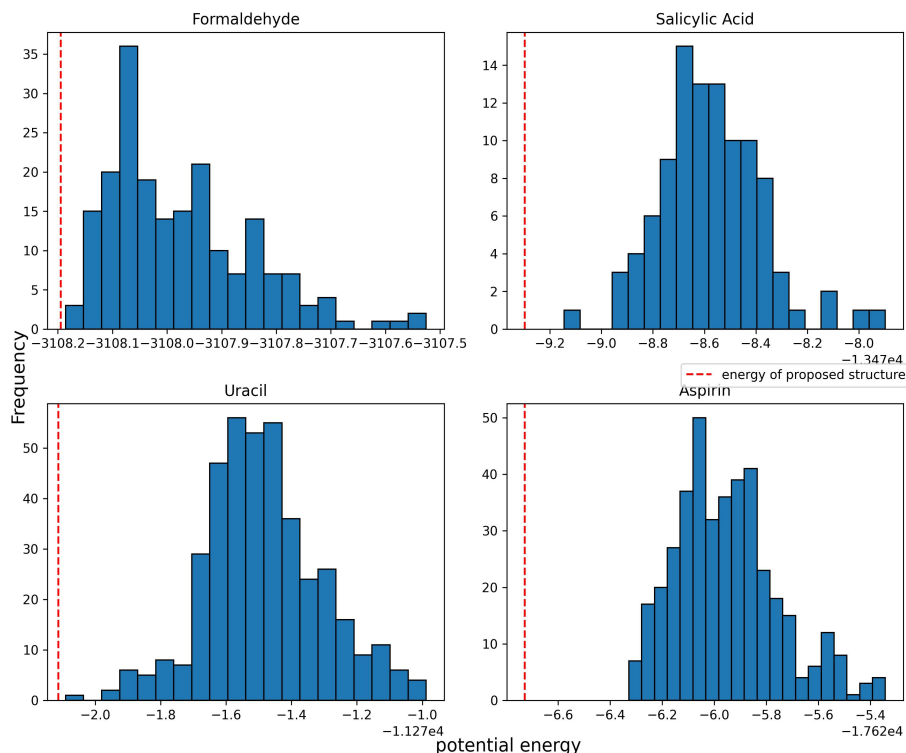 Formaldehyde
Salicylic Acid
35
30
25
20
15
10
5
0
14
12
10
8
6
4
2
0
−3108.2 −3108.1 −3108.0 −3107.9 −3107.8 −3107.7 −3107.6 −3107.5
−9.2 −9.0 −8.8 −8.6 −8.4 −8.2 −8.0
−1.347e4
Frequency
energy of proposed structure
Uracil
Aspirin
50
40
30
20
10
0
50
40
30
20
10
0
−2.0 −1.8 −1.6 −1.4 −1.2 −1.0
−1.127e4
−6.6 −6.4 −6.2 −6.0 −5.8 −5.6 −5.4
−1.762e4
potential energy